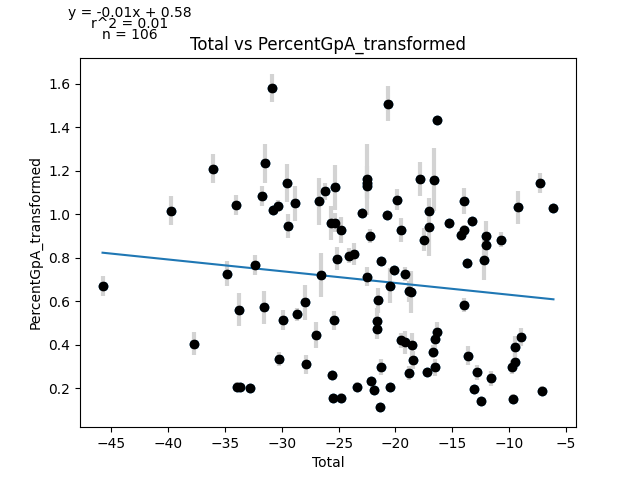 y = -0.01x + 0.58
r^2 = 0.01
n = 106
Total vs PercentGpA_transformed
PercentGpA_transformed
1.6
1.4
1.2
1.0
0.8
0.6
0.4
0.2
−45 −40 −35 −30 −25 −20 −15 −10 −5
Total